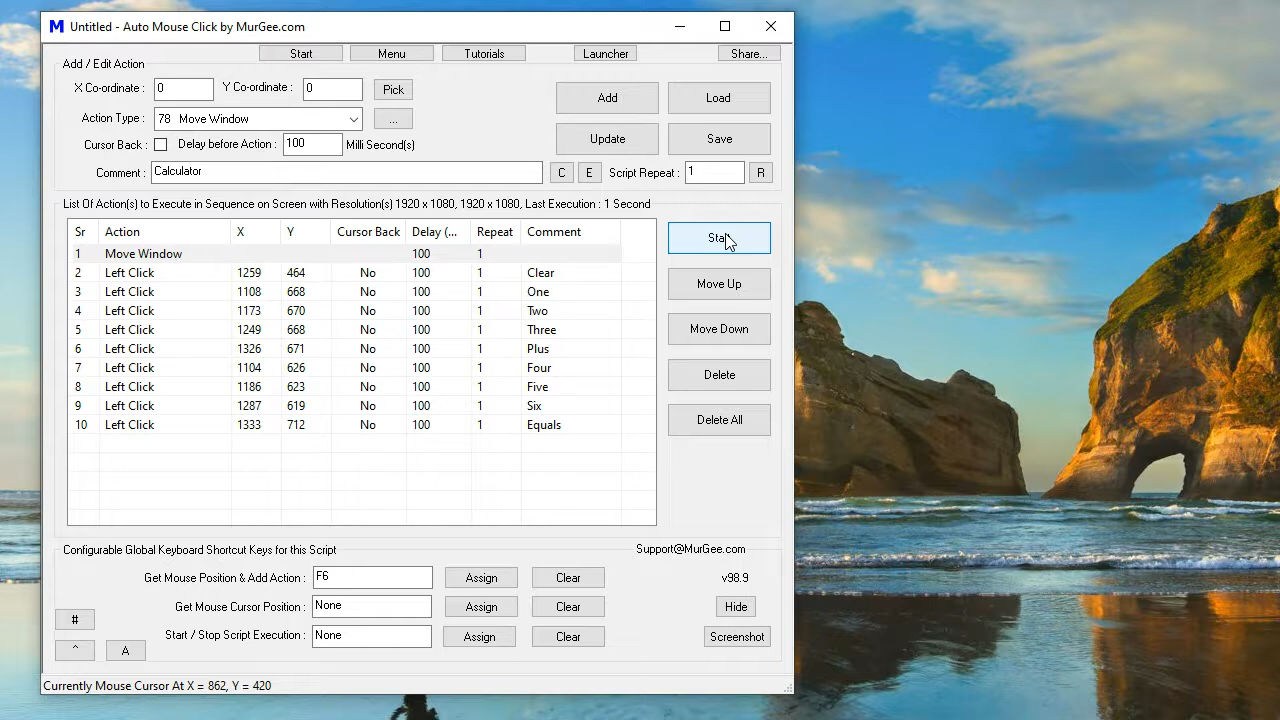 M Untitled - Auto Mouse Click by MurGee.com
Start Menu Tutorials Launcher Share...
Add / Edit Action
X Co-ordinate : 0 Y Co-ordinate : 0 Pick
Action Type : 78 Move Window ... Add Load
Cursor Back : Delay before Action : 100 Milli Second(s) Update Save
Comment : Calculator C E Script Repeat : 1 R
List Of Action(s) to Execute in Sequence on Screen with Resolution(s) 1920 x 1080, 1920 x 1080, Last Execution : 1 Second
Sr Action X Y Cursor Back Delay (... Repeat Comment
1 Move Window 100 1
2 Left Click 1259 464 No 100 1 Clear
3 Left Click 1108 668 No 100 1 One
4 Left Click 1173 670 No 100 1 Two
5 Left Click 1249 668 No 100 1 Three
6 Left Click 1326 671 No 100 1 Plus
7 Left Click 1104 626 No 100 1 Four
8 Left Click 1186 623 No 100 1 Five
9 Left Click 1287 619 No 100 1 Six
10 Left Click 1333 712 No 100 1 Equals
Start
Move Up
Move Down
Delete
Delete All
Configurable Global Keyboard Shortcut Keys for this Script Support@MurGee.com
Get Mouse Position & Add Action : F6 Assign Clear v98.9
Get Mouse Cursor Position : None Assign Clear Hide
# Start / Stop Script Execution : None Assign Clear Screenshot
^ A
Currently Mouse Cursor At X = 862, Y = 420